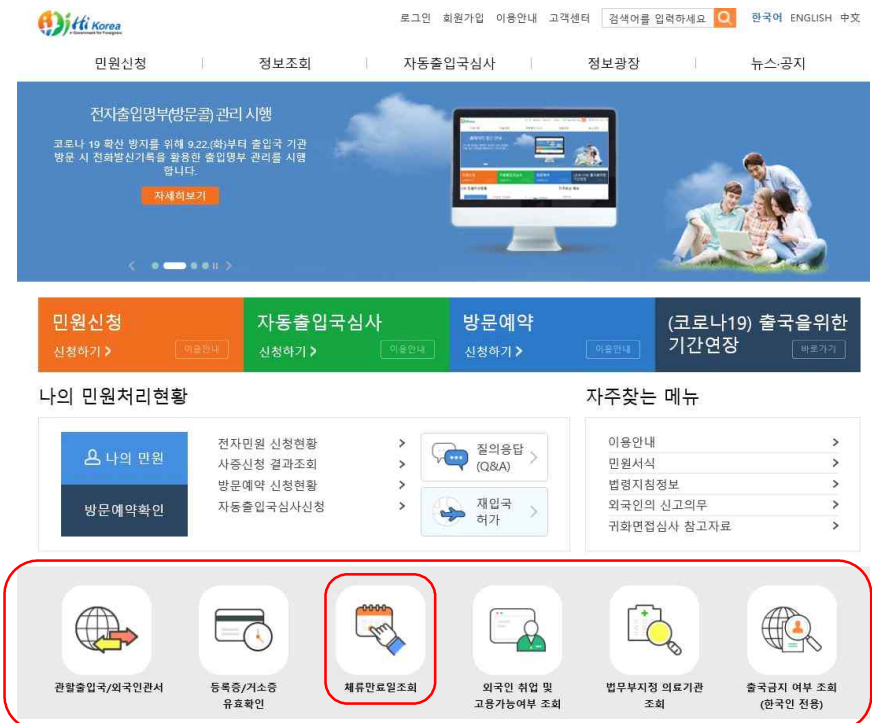 Hi Korea
e-Government for Foreigners
로그인 회원가입 이용안내 고객센터 검색어를 입력하세요 한국어 ENGLISH 中文
민원신청 정보조회 자동출입국심사 정보광장 뉴스·공지
전자출입명부(방문콜) 관리 시행
코로나 19 확산 방지를 위해 9.22.(화)부터 출입국 기관
방문 시 전화발신기록을 활용한 출입명부 관리를 시행
합니다.
자세히보기
민원신청
신청하기 이용안내
자동출입국심사
신청하기 이용안내
방문예약
신청하기 이용안내
(코로나19) 출국을위한
기간연장 바로가기
나의 민원처리현황
나의 민원
방문예약확인
전자민원 신청현황
사증신청 결과조회
방문예약 신청현황
자동출입국심사신청
질의응답
(Q&A)
재입국
허가
자주찾는 메뉴
이용안내
민원서식
법령지침정보
외국인의 신고의무
귀화면접심사 참고자료
관할출입국/외국인관서
등록증/거소증
유효확인
체류만료일조회
외국인 취업 및
고용가능여부 조회
법무부지정 의료기관
조회
출국금지 여부 조회
(한국인 전용)